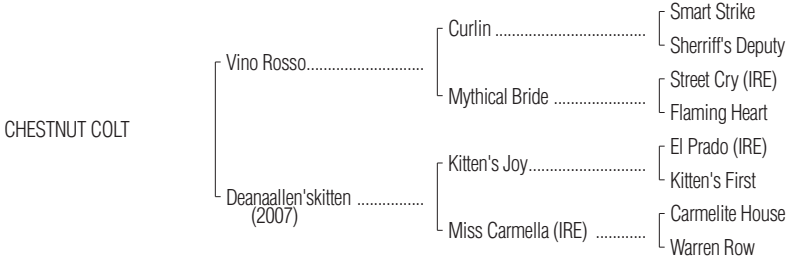 Smart Strike
Curlin ....................................
Sherriff's Deputy
Vino Rosso...........................
Street Cry (IRE)
Mythical Bride ......................
Flaming Heart
CHESTNUT COLT
El Prado (IRE)
Kitten's Joy............................
Kitten's First
Deanaallen'skitten ................
(2007)
Carmelite House
Miss Carmella (IRE) ............
Warren Row